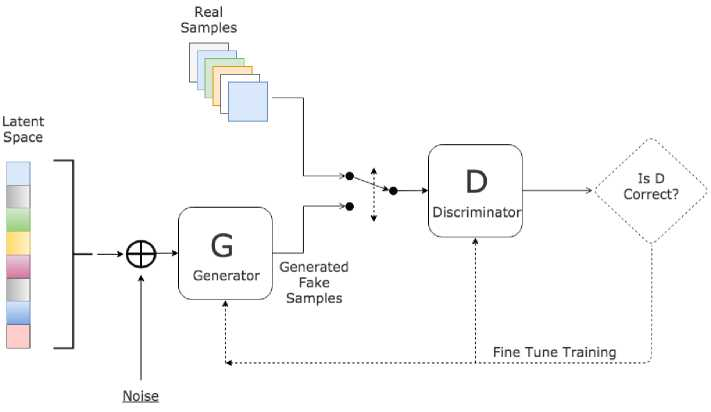 Real
Samples
Latent
Space
G
Generator
Generated
Fake
Samples
D
Discriminator
Is D
Correct?
Fine Tune Training
Noise